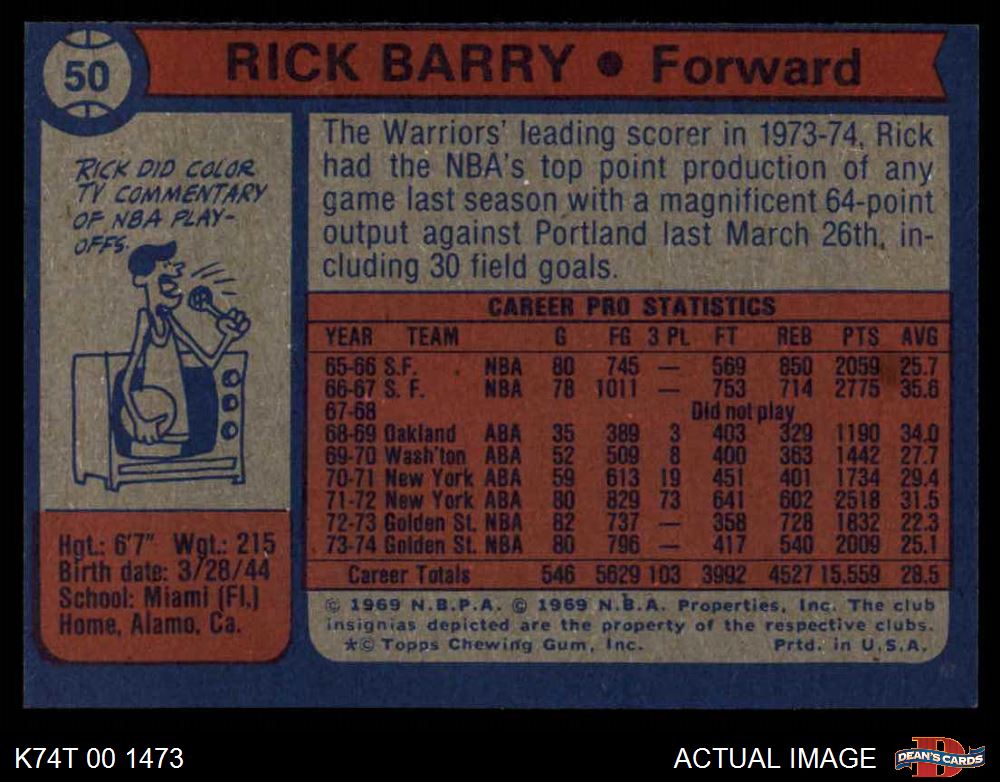 50
RICK BARRY • Forward
RICK DID COLOR
TV COMMENTARY
OF NBA PLAY-
OFFS.
The Warriors' leading scorer in 1973-74, Rick
had the NBA's top point production of any
game last season with a magnificent 64-point
output against Portland last March 26th, in-
cluding 30 field goals.
CAREER PRO STATISTICS
YEAR TEAM G FG 3 PL FT REB PTS AVG
65-66 S.F. NBA 80 745 — 569 850 2059 25.7
66-67 S. F. NBA 78 1011 — 753 714 2775 35.6
67-68 Did not play
68-69 Oakland ABA 35 389 3 403 329 1190 34.0
69-70 Wash'ton ABA 52 509 8 400 363 1442 27.7
70-71 New York ABA 59 613 19 451 401 1734 29.4
71-72 New York ABA 80 829 73 641 602 2518 31.5
72-73 Golden St. NBA 82 737 — 358 728 1832 22.3
73-74 Golden St. NBA 80 796 — 417 540 2009 25.1
Career Totals 546 5629 103 3992 4527 15,559 28.5
Hgt.: 6'7" Wgt.: 215
Birth date: 3/28/44
School: Miami (Fl.)
Home, Alamo, Ca.
© 1969 N.B.P.A. © 1969 N.B.A. Properties, Inc. The club
insignias depicted are the property of the respective clubs.
*© Topps Chewing Gum, Inc. Prtd. in U.S.A.
K74T 00 1473
ACTUAL IMAGE
D
DEAN'S CARDS